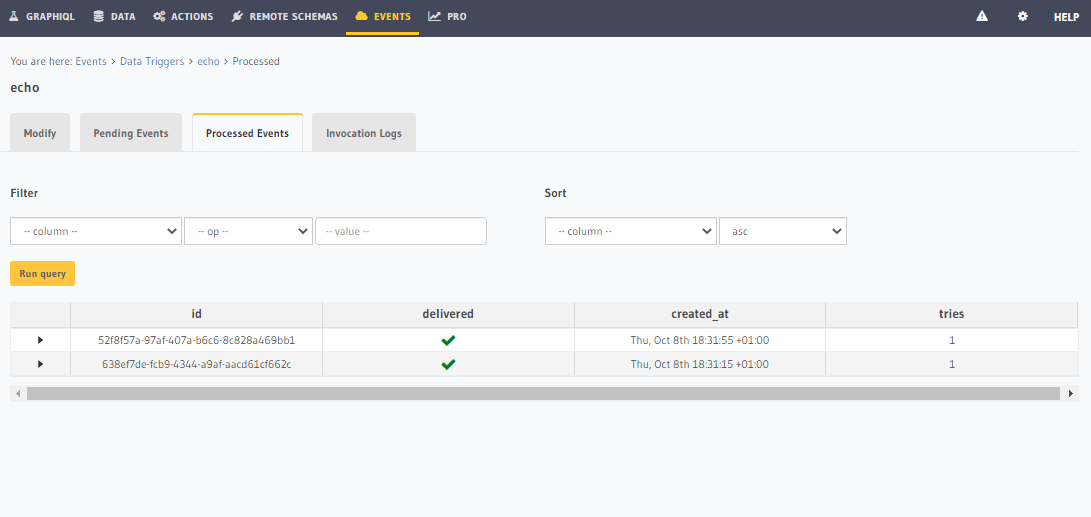 GRAPHIQL DATA ACTIONS REMOTE SCHEMAS EVENTS PRO HELP
You are here: Events > Data Triggers > echo > Processed
echo
Modify Pending Events Processed Events Invocation Logs
Filter Sort
-- column -- -- op -- -- value -- -- column -- asc
Run query
id delivered created_at tries
52f8f57a-97af-407a-b6c6-8c828a469bb1 Thu, Oct 8th 18:31:55 +01:00 1
638ef7de-fcb9-4344-a9af-aacd61cf662c Thu, Oct 8th 18:31:15 +01:00 1